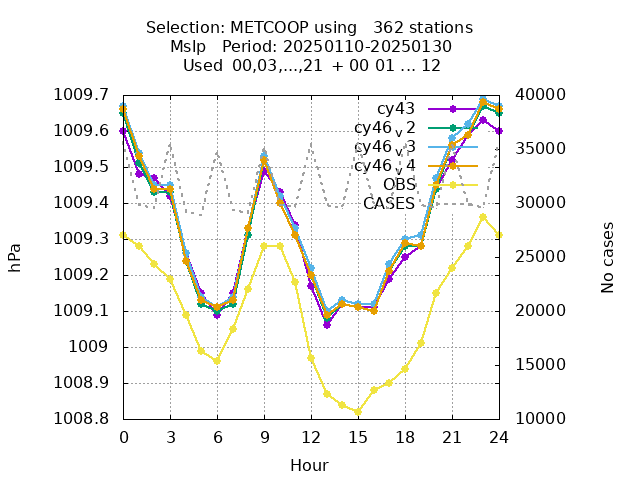 Selection: METCOOP using   362 stations
Mslp   Period: 20250110-20250130
Used  00,03,...,21  + 00 01 ... 12
1009.7
1009.6
1009.5
1009.4
1009.3
1009.2
1009.1
1009
1008.9
1008.8
hPa
cy43
cy46_v2
cy46_v3
cy46_v4
OBS
CASES
40000
35000
30000
25000
20000
15000
10000
No cases
0 3 6 9 12 15 18 21 24
Hour